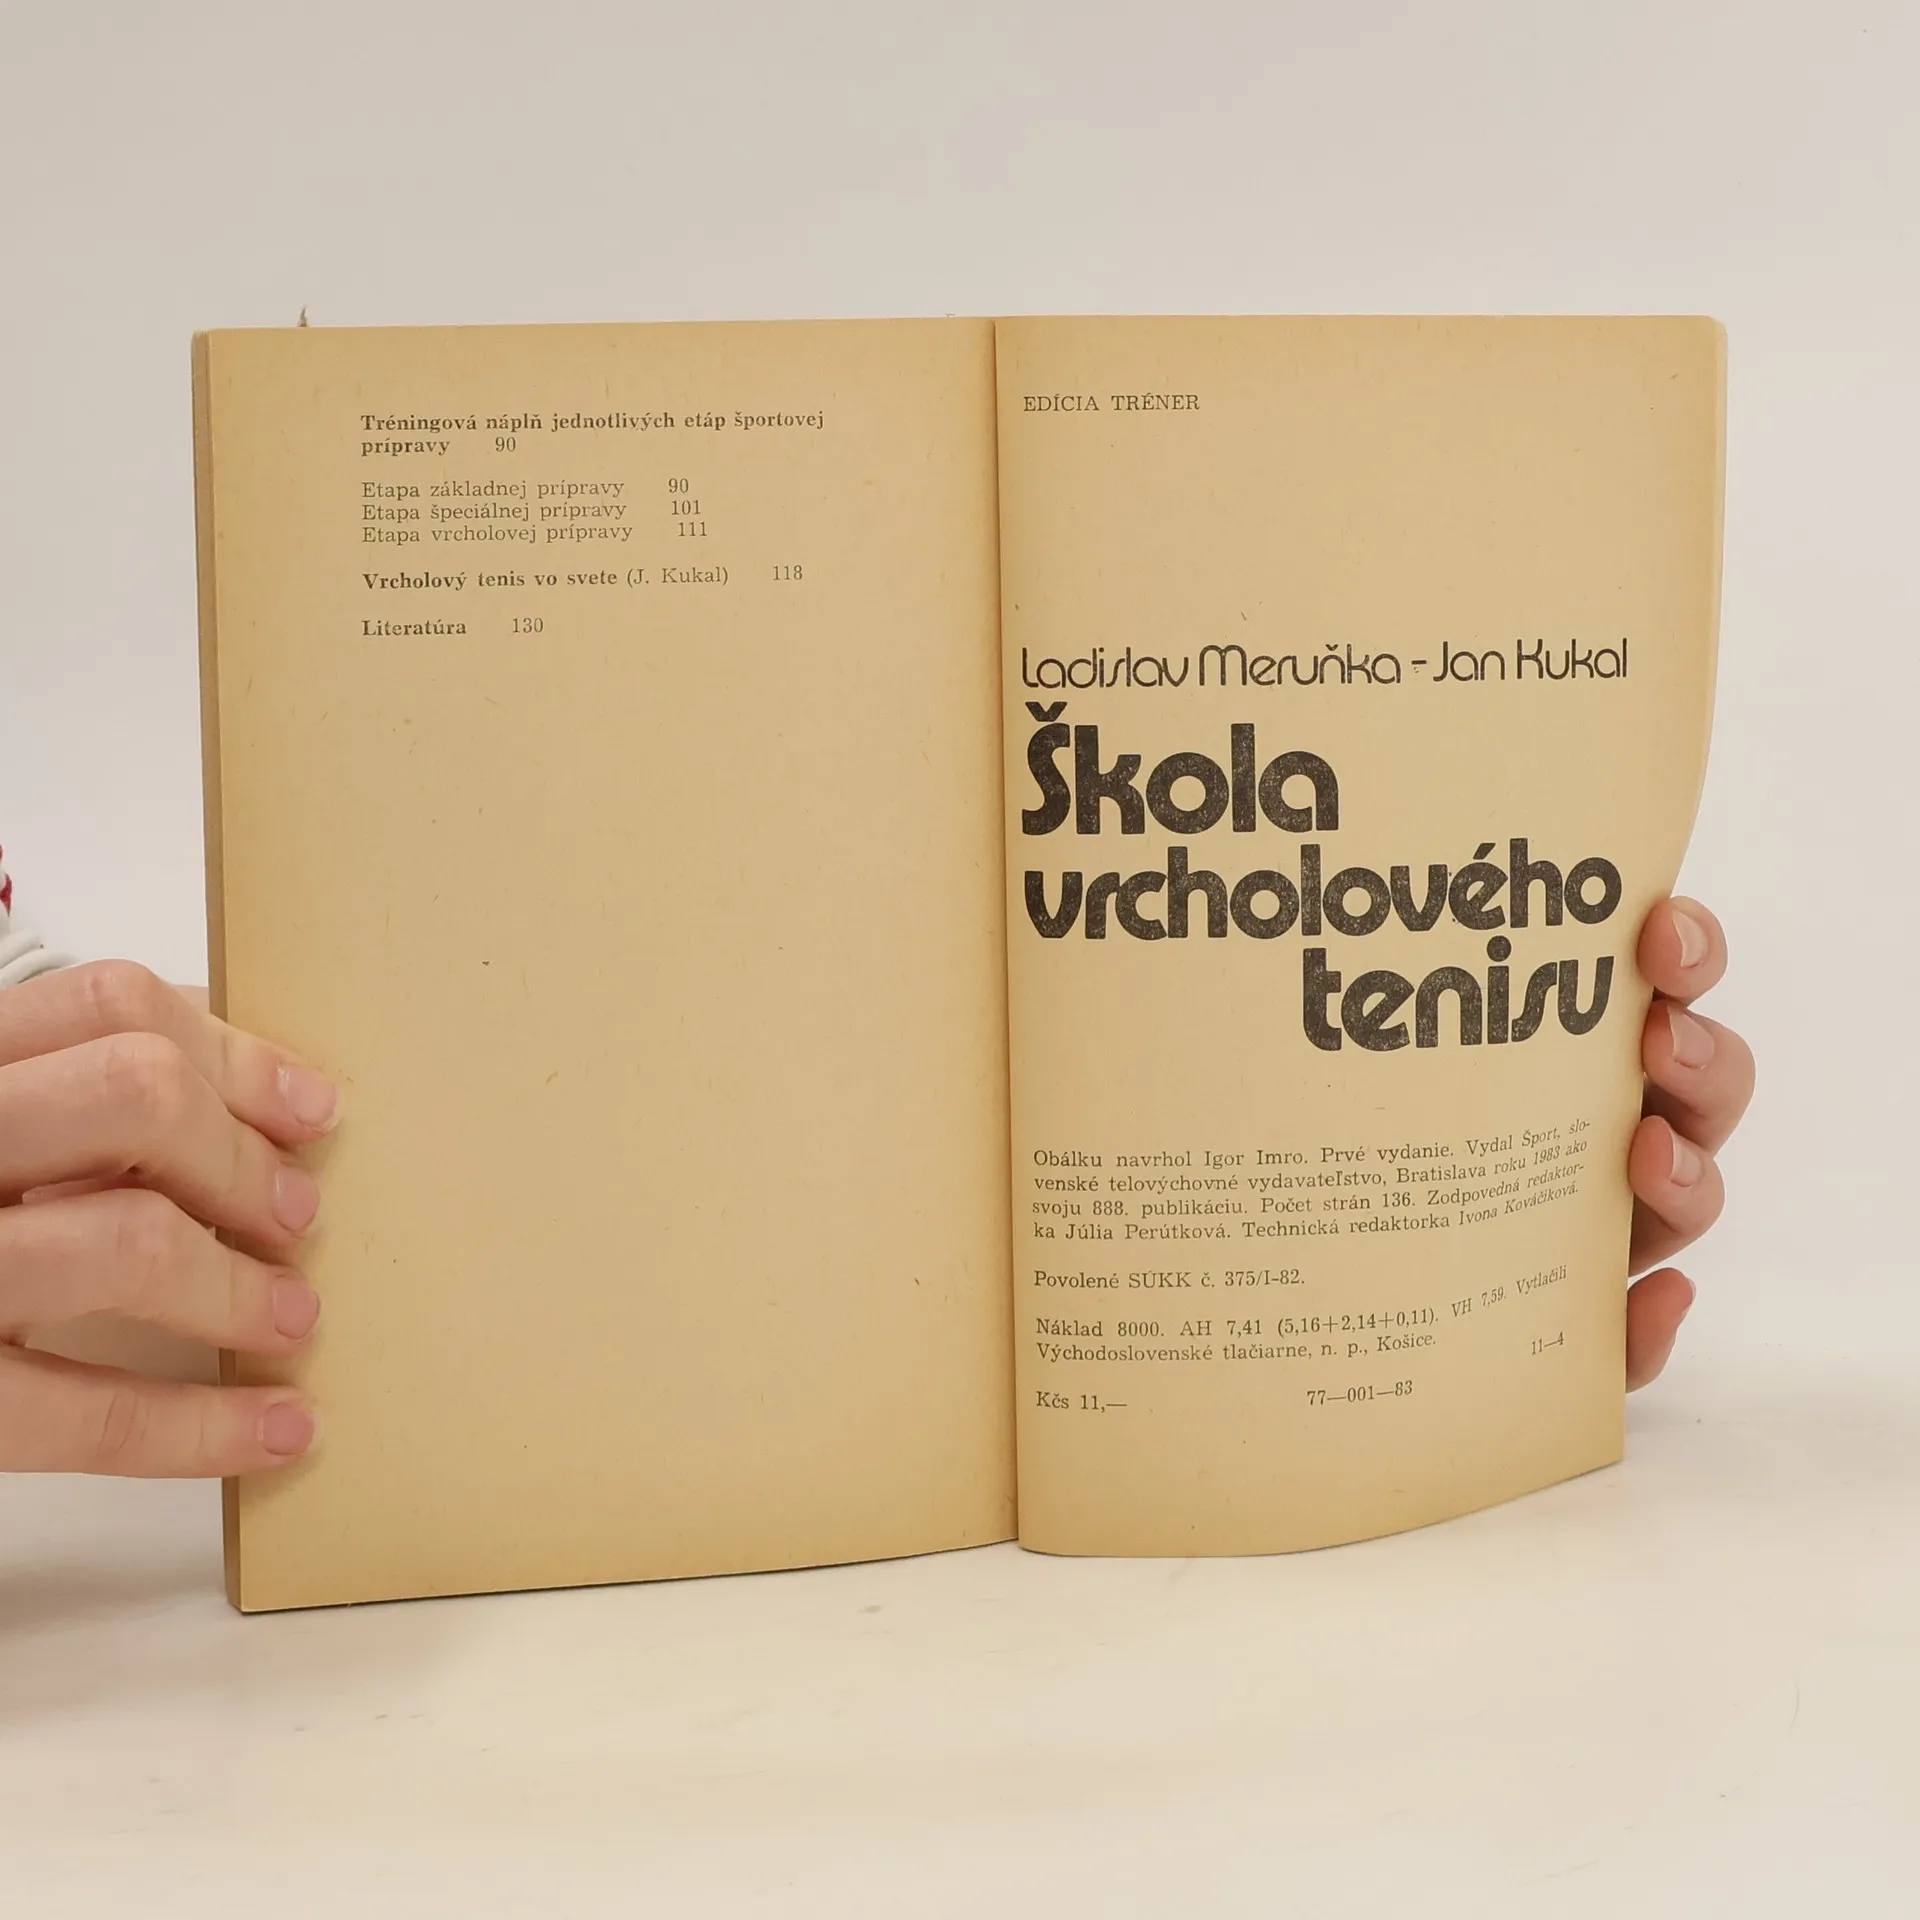 Tréningová náplň jednotlivých etáp športovej
prípravy 90
Etapa základnej prípravy 90
Etapa špeciálnej prípravy 101
Etapa vrcholovej prípravy 111
Vrcholový tenis vo svete (J. Kukal) 118
Literatúra 130
EDÍCIA TRÉNER
Ladislav Meruňka - Jan Kukal
Škola
vrcholového
tenisu
Obálku navrhol Igor Imro. Prvé vydanie. Vydal Šport, slo-
venské telovýchovné vydavateľstvo, Bratislava roku 1983 ako
svoju 888. publikáciu. Počet strán 136. Zodpovedná redaktor-
ka Júlia Perútková. Technická redaktorka Ivona Kováčiková.
Povolené SÚKK č. 375/I-82.
Náklad 8000. AH 7,41 (5,16+2,14+0,11). VH 7,59. Vytlačili
Východoslovenské tlačiarne, n. p., Košice.
11—4
Kčs 11,— 77—001—83